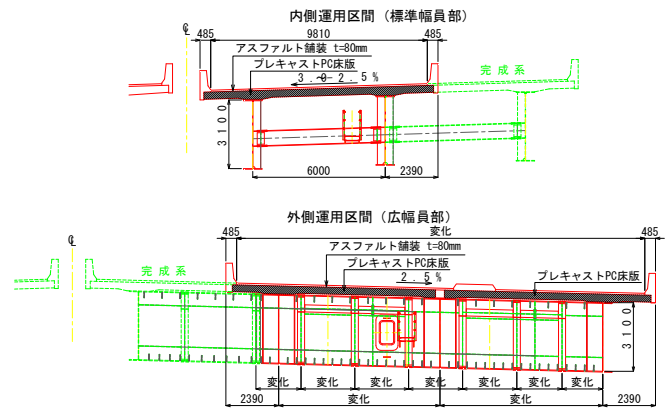 内側運用区間（標準幅員部）
℄
485 9810 485
アスファルト舗装 t=80mm
プレキャストPC床版
3.0~2.5%
完成系
3100
6000 2390
外側運用区間（広幅員部）
℄
485 変化 485
アスファルト舗装 t=80mm
完成系
プレキャストPC床版
2.5%
プレキャストPC床版
3100
変化 変化 変化 変化 変化 変化 変化
2390 変化 変化 2390